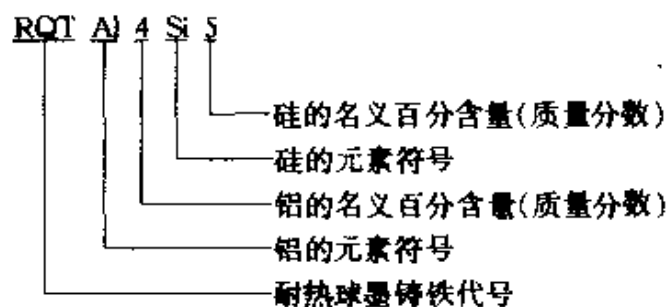 RQT Al 4 Si 5
硅的名义百分含量(质量分数)
硅的元素符号
铝的名义百分含量(质量分数)
铝的元素符号
耐热球墨铸铁代号